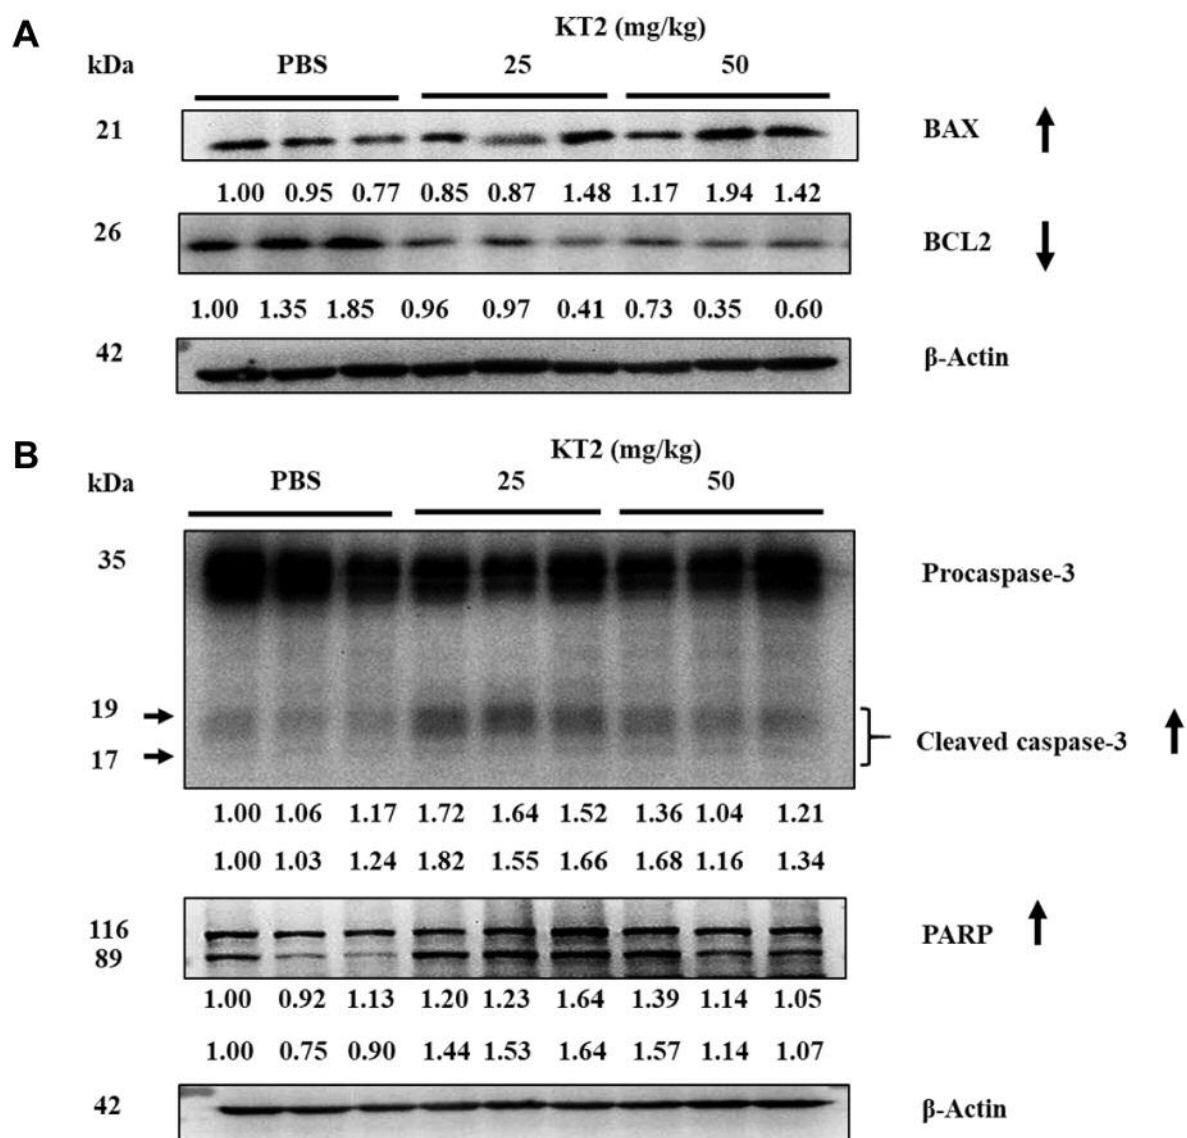 A
KT2 (mg/kg)
kDa PBS 25 50
21 BAX
1.00 0.95 0.77 0.85 0.87 1.48 1.17 1.94 1.42
26 BCL2
1.00 1.35 1.85 0.96 0.97 0.41 0.73 0.35 0.60
42 β-Actin
B
KT2 (mg/kg)
kDa PBS 25 50
35 Procaspase-3
19
17 Cleaved caspase-3
1.00 1.06 1.17 1.72 1.64 1.52 1.36 1.04 1.21
1.00 1.03 1.24 1.82 1.55 1.66 1.68 1.16 1.34
116 PARP
89
1.00 0.92 1.13 1.20 1.23 1.64 1.39 1.14 1.05
1.00 0.75 0.90 1.44 1.53 1.64 1.57 1.14 1.07
42 β-Actin